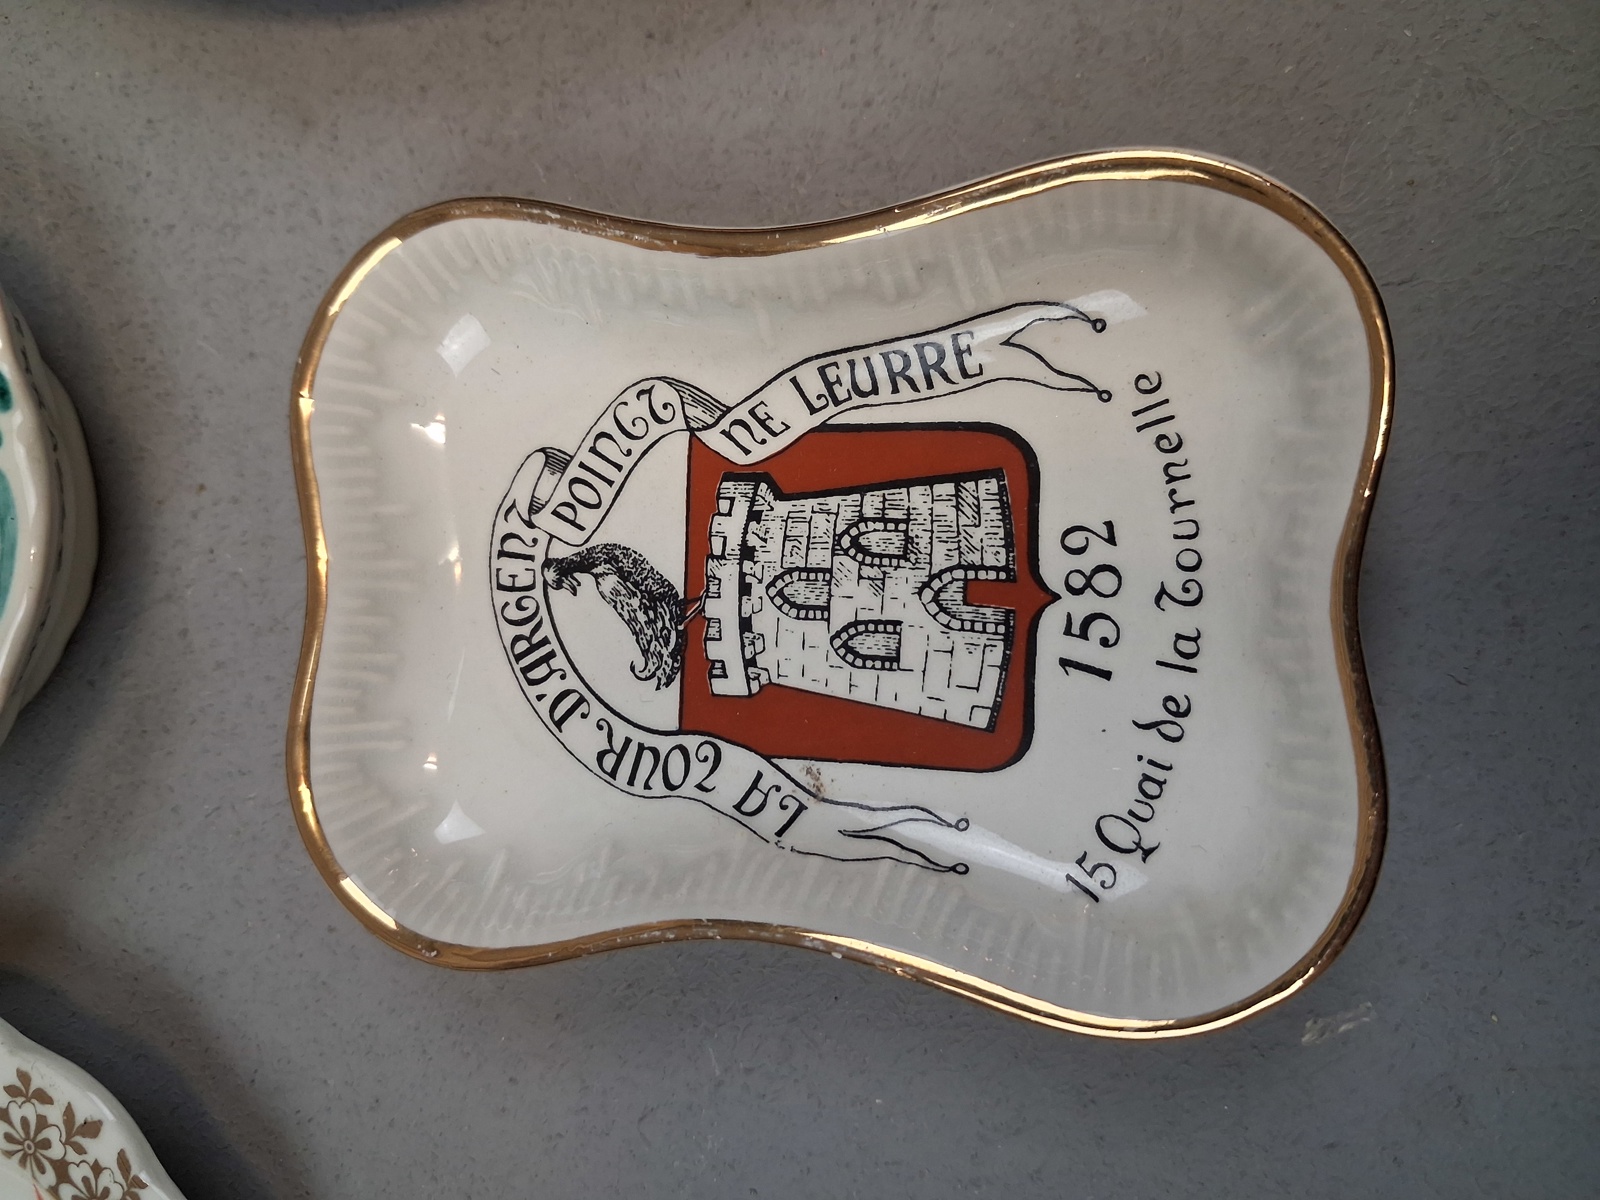 LA TOUR D'ARGENT POINCT NE LEURRE
1582
15 Quai de la Tournelle